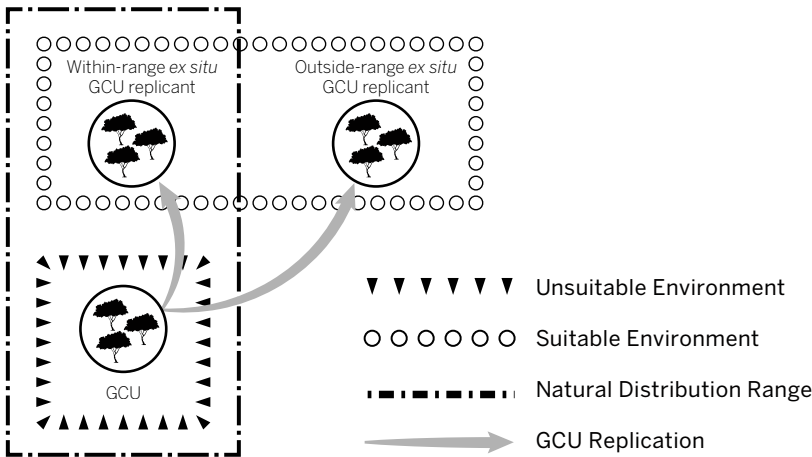 Within-range ex situ
GCU replicant
Outside-range ex situ
GCU replicant
GCU
Unsuitable Environment
Suitable Environment
Natural Distribution Range
GCU Replication